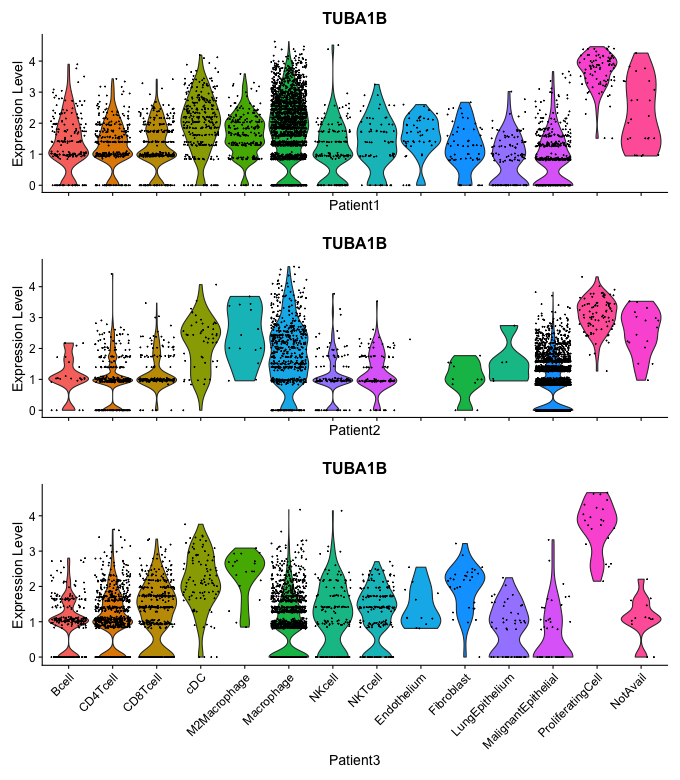 TUBA1B
Expression Level
4
3
2
1
0
Patient1
TUBA1B
Expression Level
4
3
2
1
0
Patient2
TUBA1B
Expression Level
4
3
2
1
0
Bcell
CD4Tcell
CD8Tcell
cDC
M2Macrophage
Macrophage
NKcell
NKTcell
Endothelium
Fibroblast
LungEpithelium
MalignantEpithelial
ProliferatingCell
NotAvail
Patient3